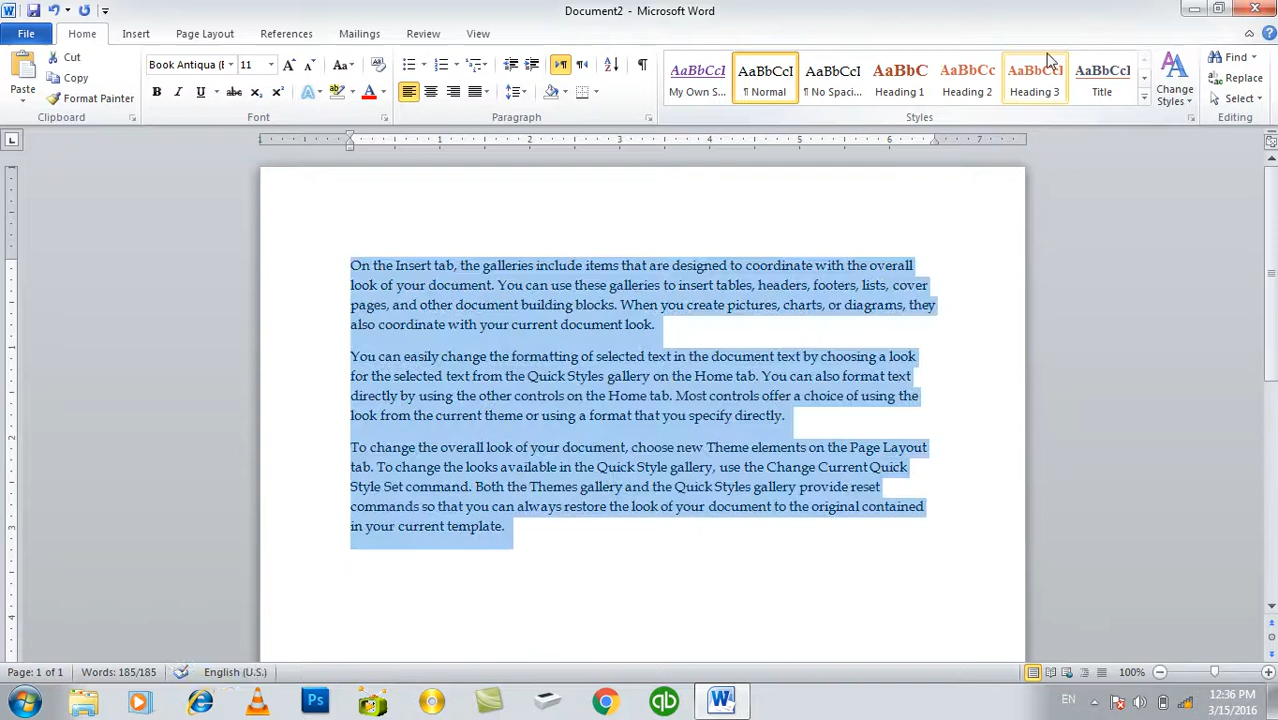 Document2 - Microsoft Word
File Home Insert Page Layout References Mailings Review View
Paste
Cut
Copy
Format Painter
Clipboard
Book Antiqua ( 11
Font
Paragraph
AaBbCcI AaBbCcI AaBbCcI AaBbC AaBbCc AaBbCcI AaBbCcI
My Own S... ¶ Normal ¶ No Spaci... Heading 1 Heading 2 Heading 3 Title
Change Styles
Styles
Find
Replace
Select
Editing
On the Insert tab, the galleries include items that are designed to coordinate with the overall
look of your document. You can use these galleries to insert tables, headers, footers, lists, cover
pages, and other document building blocks. When you create pictures, charts, or diagrams, they
also coordinate with your current document look.
You can easily change the formatting of selected text in the document text by choosing a look
for the selected text from the Quick Styles gallery on the Home tab. You can also format text
directly by using the other controls on the Home tab. Most controls offer a choice of using the
look from the current theme or using a format that you specify directly.
To change the overall look of your document, choose new Theme elements on the Page Layout
tab. To change the looks available in the Quick Style gallery, use the Change Current Quick
Style Set command. Both the Themes gallery and the Quick Styles gallery provide reset
commands so that you can always restore the look of your document to the original contained
in your current template.
Page: 1 of 1 Words: 185/185 English (U.S.) 100%
EN 12:36 PM
3/15/2016